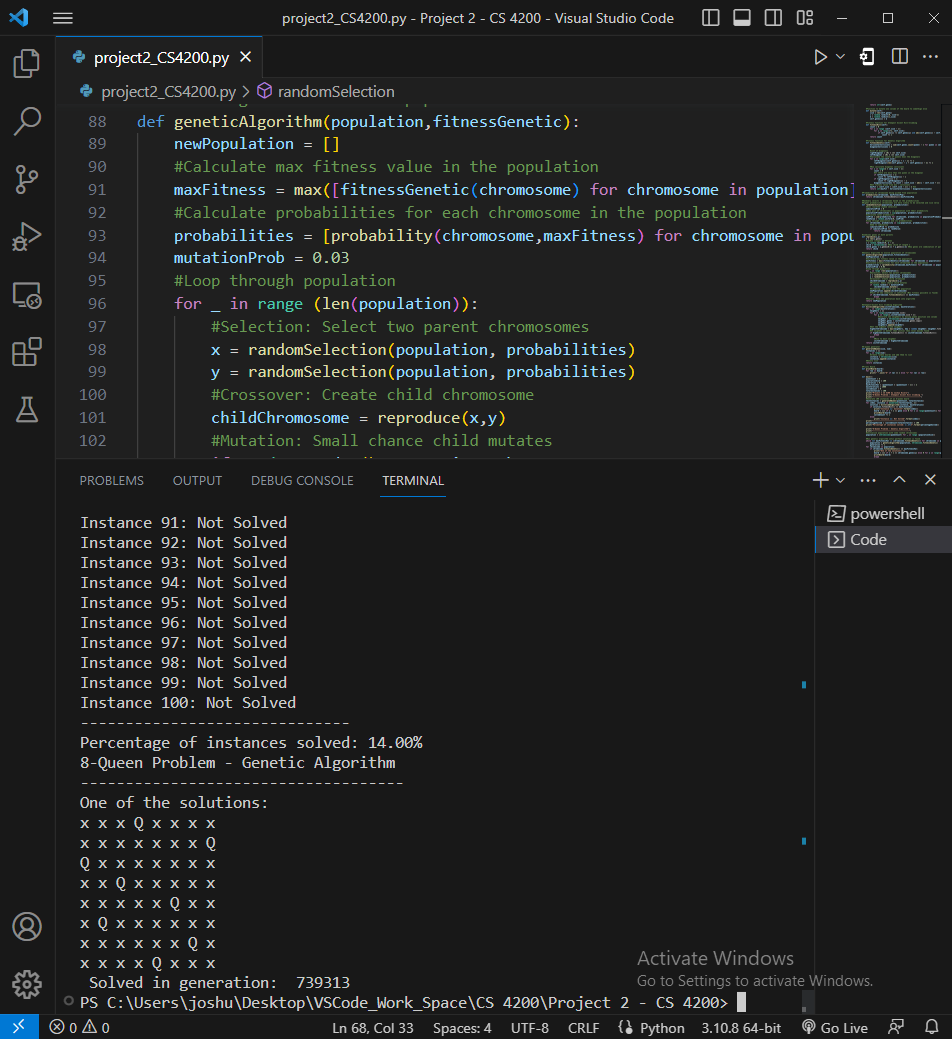 project2_CS4200.py - Project 2 - CS 4200 - Visual Studio Code
project2_CS4200.py
project2_CS4200.py > randomSelection
88 def geneticAlgorithm(population,fitnessGenetic):
89 newPopulation = []
90 #Calculate max fitness value in the population
91 maxFitness = max([fitnessGenetic(chromosome) for chromosome in population]
92 #Calculate probabilities for each chromosome in the population
93 probabilities = [probability(chromosome,maxFitness) for chromosome in popu
94 mutationProb = 0.03
95 #Loop through population
96 for _ in range (len(population)):
97 #Selection: Select two parent chromosomes
98 x = randomSelection(population, probabilities)
99 y = randomSelection(population, probabilities)
100 #Crossover: Create child chromosome
101 childChromosome = reproduce(x,y)
102 #Mutation: Small chance child mutates
PROBLEMS OUTPUT DEBUG CONSOLE TERMINAL
powershell
Code
Instance 91: Not Solved
Instance 92: Not Solved
Instance 93: Not Solved
Instance 94: Not Solved
Instance 95: Not Solved
Instance 96: Not Solved
Instance 97: Not Solved
Instance 98: Not Solved
Instance 99: Not Solved
Instance 100: Not Solved
------------------------------
Percentage of instances solved: 14.00%
8-Queen Problem - Genetic Algorithm
------------------------------------
One of the solutions:
x x x Q x x x x
x x x x x x x Q
Q x x x x x x x
x x Q x x x x x
x x x x x Q x x
x Q x x x x x x
x x x x x x Q x
x x x x Q x x x
Solved in generation:  739313
PS C:\Users\joshu\Desktop\VSCode_Work_Space\CS 4200\Project 2 - CS 4200>
Activate Windows
Go to Settings to activate Windows.
0 0 Ln 68, Col 33 Spaces: 4 UTF-8 CRLF Python 3.10.8 64-bit Go Live